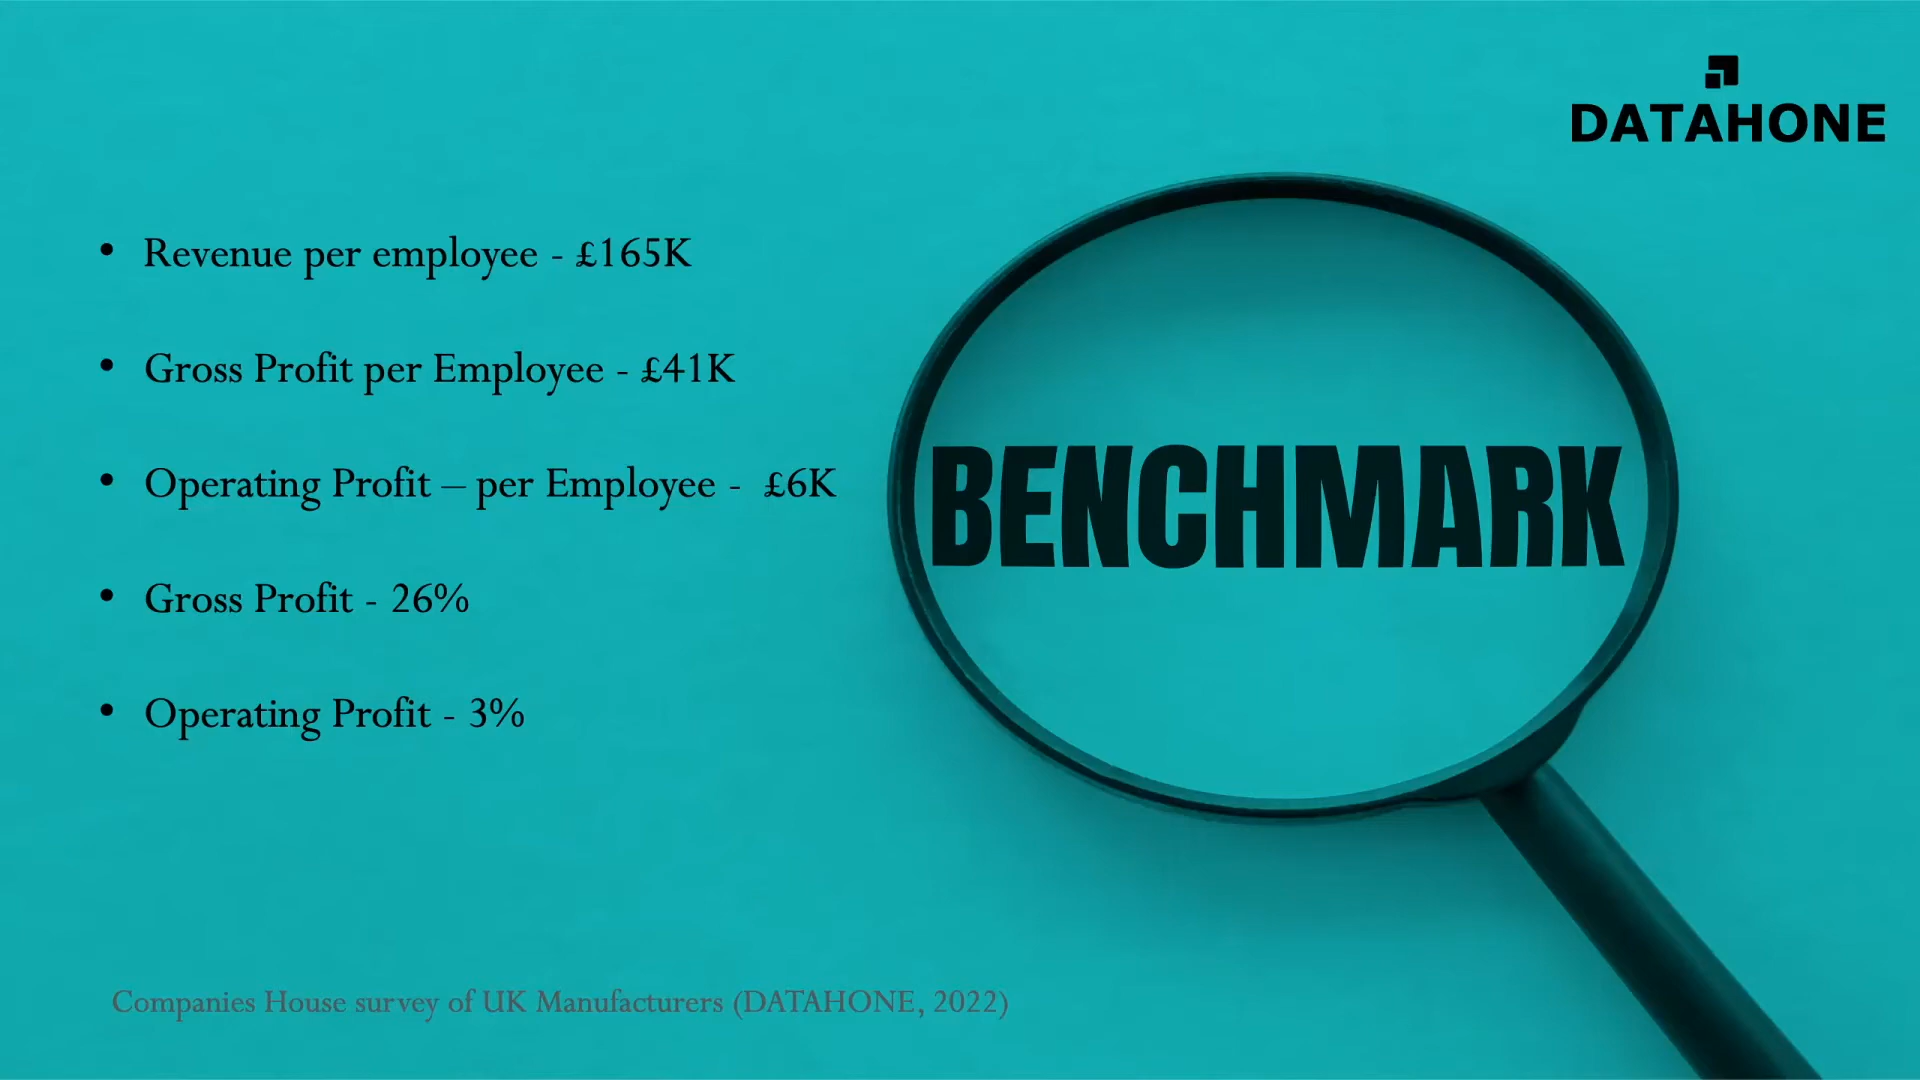 DATAHONE
• Revenue per employee - £165K
• Gross Profit per Employee - £41K
• Operating Profit – per Employee -  £6K
• Gross Profit - 26%
• Operating Profit - 3%
BENCHMARK
Companies House survey of UK Manufacturers (DATAHONE, 2022)